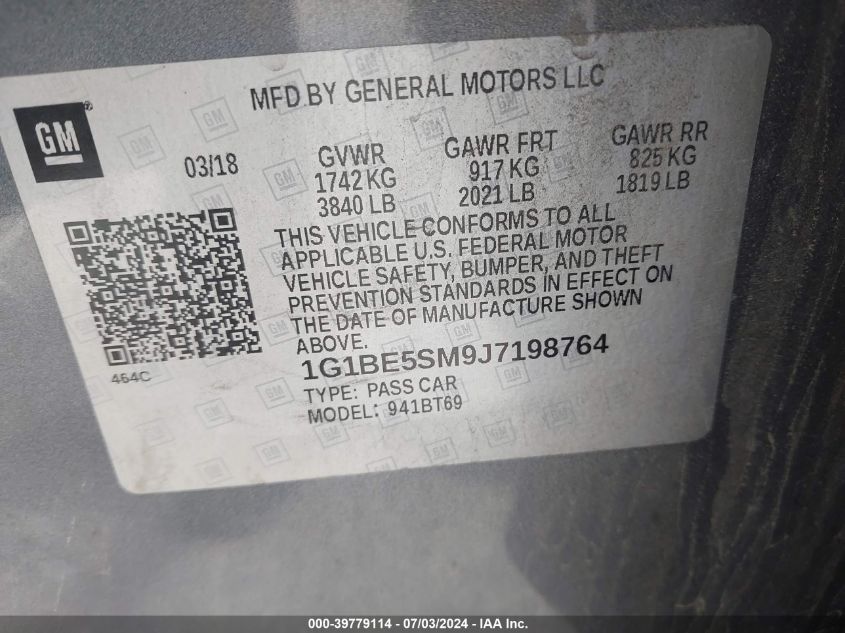 MFD BY GENERAL MOTORS LLC
GM
03/18
GVWR
1742 KG
3840 LB
GAWR FRT
917 KG
2021 LB
GAWR RR
825 KG
1819 LB
THIS VEHICLE CONFORMS TO ALL
APPLICABLE U.S. FEDERAL MOTOR
VEHICLE SAFETY, BUMPER, AND THEFT
PREVENTION STANDARDS IN EFFECT ON
THE DATE OF MANUFACTURE SHOWN
ABOVE.
464C
1G1BE5SM9J7198764
TYPE: PASS CAR
MODEL: 941BT69
000-39779114 - 07/03/2024 - IAA Inc.